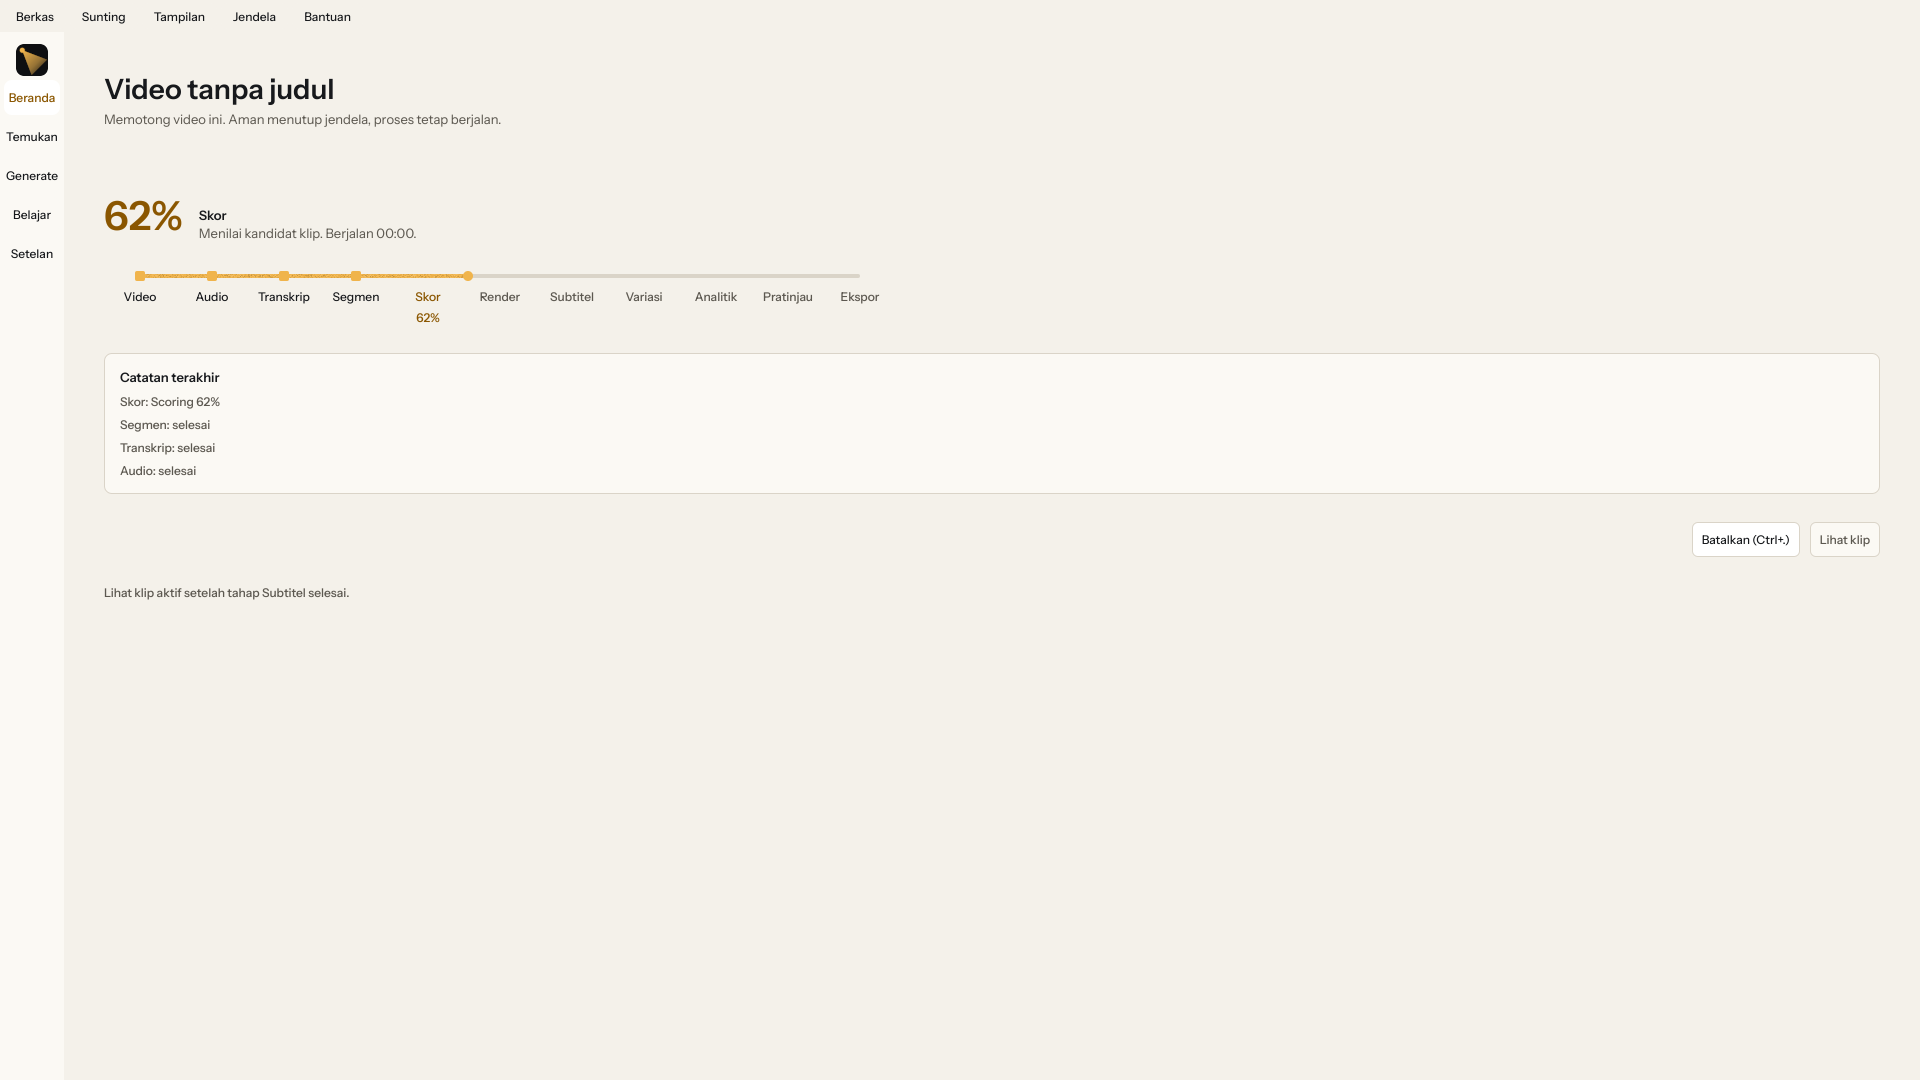 Berkas Sunting Tampilan Jendela Bantuan
Beranda
Temukan
Generate
Belajar
Setelan
Video tanpa judul
Memotong video ini. Aman menutup jendela, proses tetap berjalan.
62%
Skor
Menilai kandidat klip. Berjalan 00:00.
Video Audio Transkrip Segmen Skor Render Subtitel Variasi Analitik Pratinjau Ekspor
62%
Catatan terakhir
Skor: Scoring 62%
Segmen: selesai
Transkrip: selesai
Audio: selesai
Batalkan (Ctrl+.) Lihat klip
Lihat klip aktif setelah tahap Subtitel selesai.